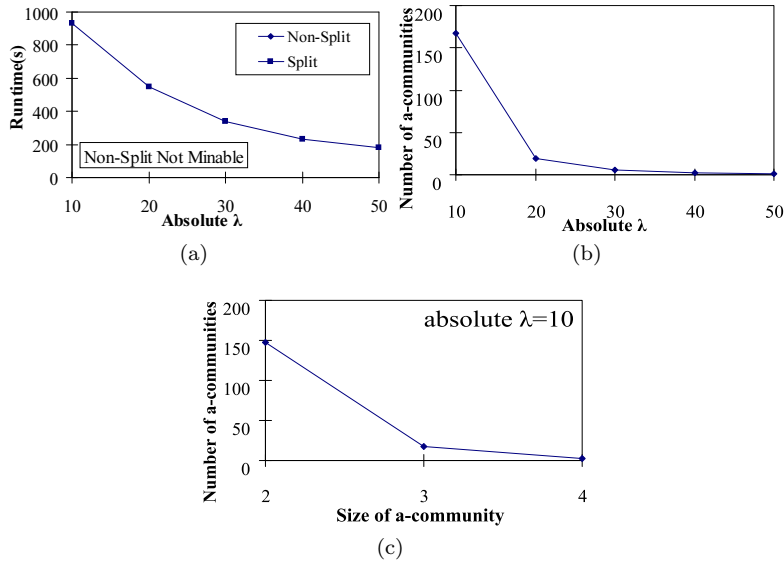 Runtime(s)
1000
800
600
400
200
0
Non-Split
Split
Non-Split Not Minable
10 20 30 40 50
Absolute λ
(a)
Number of a-communities
200
150
100
50
0
10 20 30 40 50
Absolute λ
(b)
Number of a-communities
200
150
100
50
0
absolute λ=10
2 3 4
Size of a-community
(c)